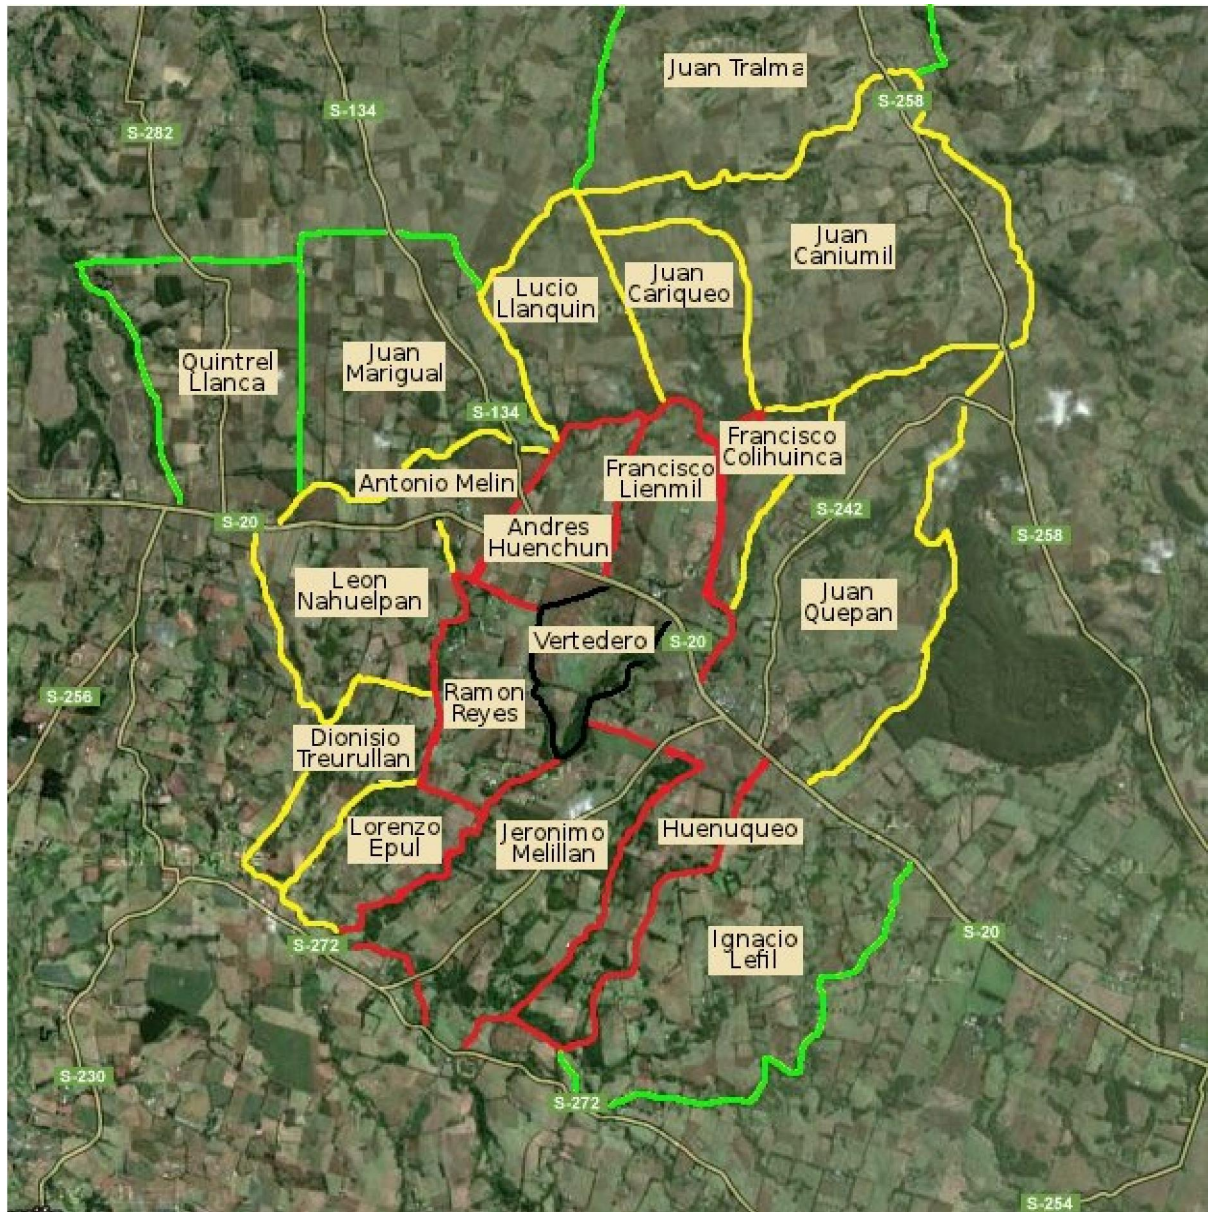 Juan Tralma
S-258
S-134
S-282
Juan
Caniumil
Juan
Cariqueo
Lucio
Llanquin
Juan
Marigual
Quintrel
Llanca
S-134
Francisco
Colihuinca
Francisco
Lienmil
Antonio Melin
S-242
S-20
Andres
Huenchun
S-258
Leon
Nahuelpan
Juan
Quepan
Vertedero
S-20
S-256
Ramon
Reyes
Dionisio
Treurullan
Lorenzo
Epul
Jeronimo
Melillan
Huenuqueo
S-272
Ignacio
Lefil
S-20
S-230
S-272
S-254